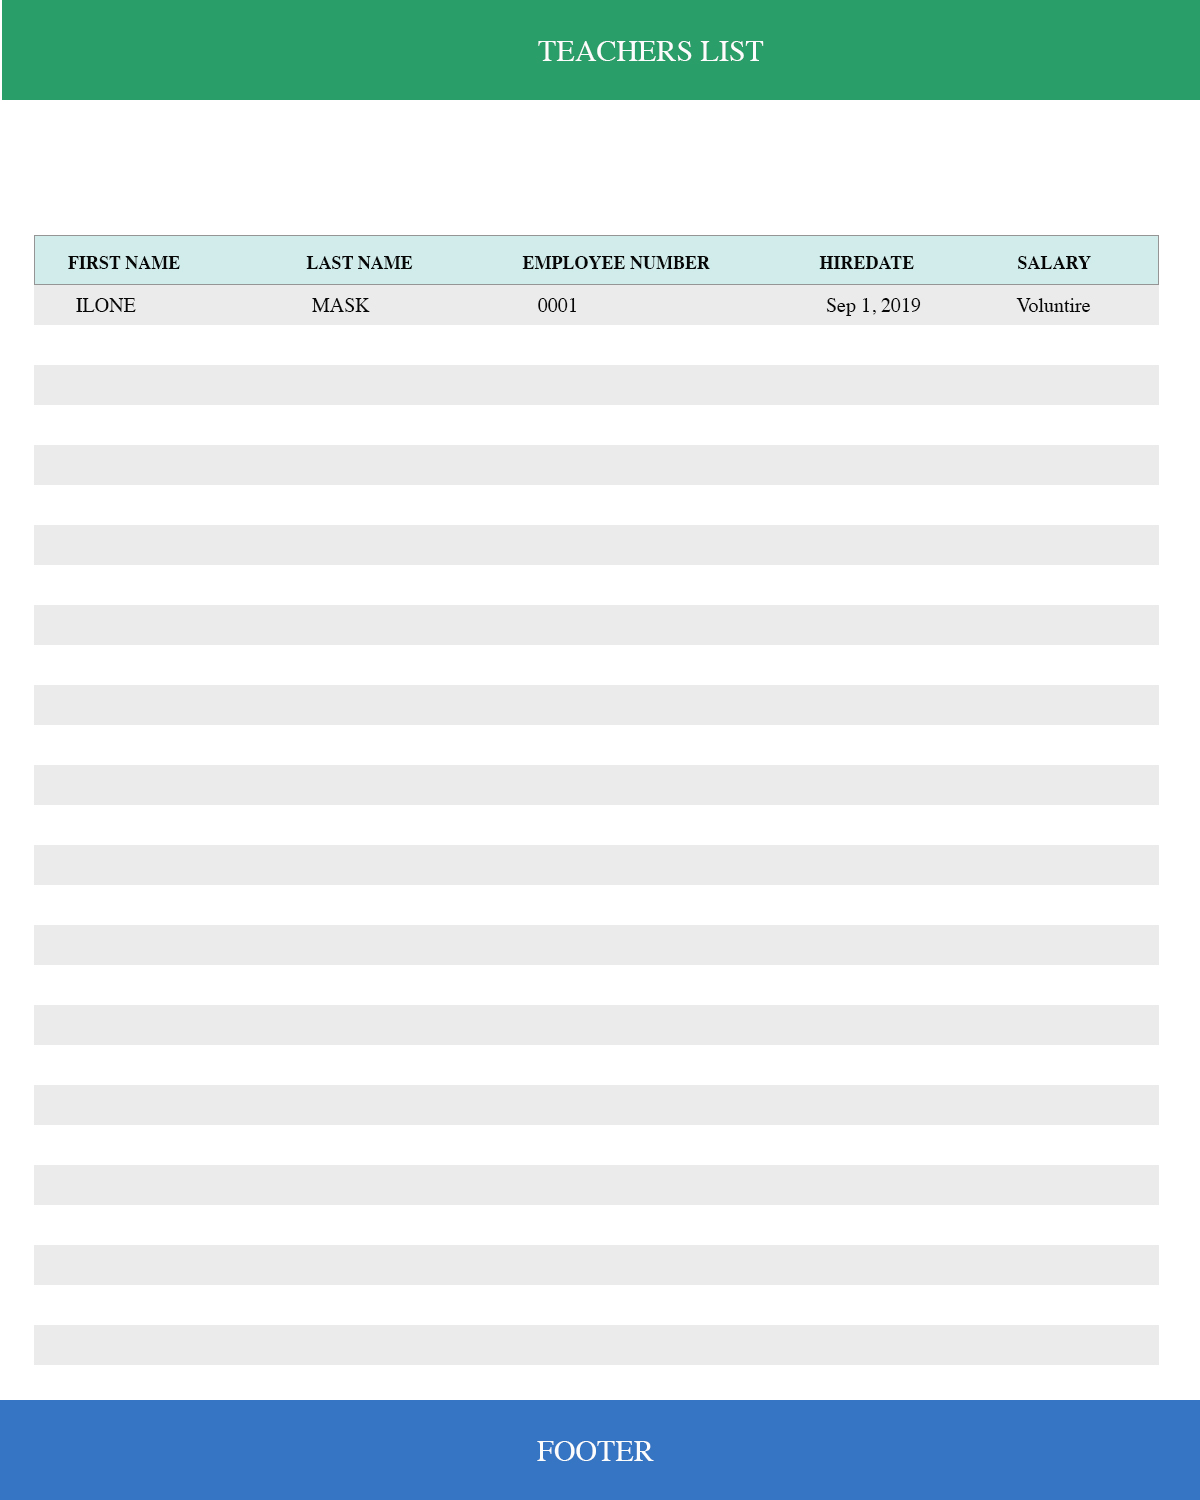 TEACHERS LIST
FIRST NAME LAST NAME EMPLOYEE NUMBER HIREDATE SALARY
ILONE MASK 0001 Sep 1, 2019 Voluntire
FOOTER